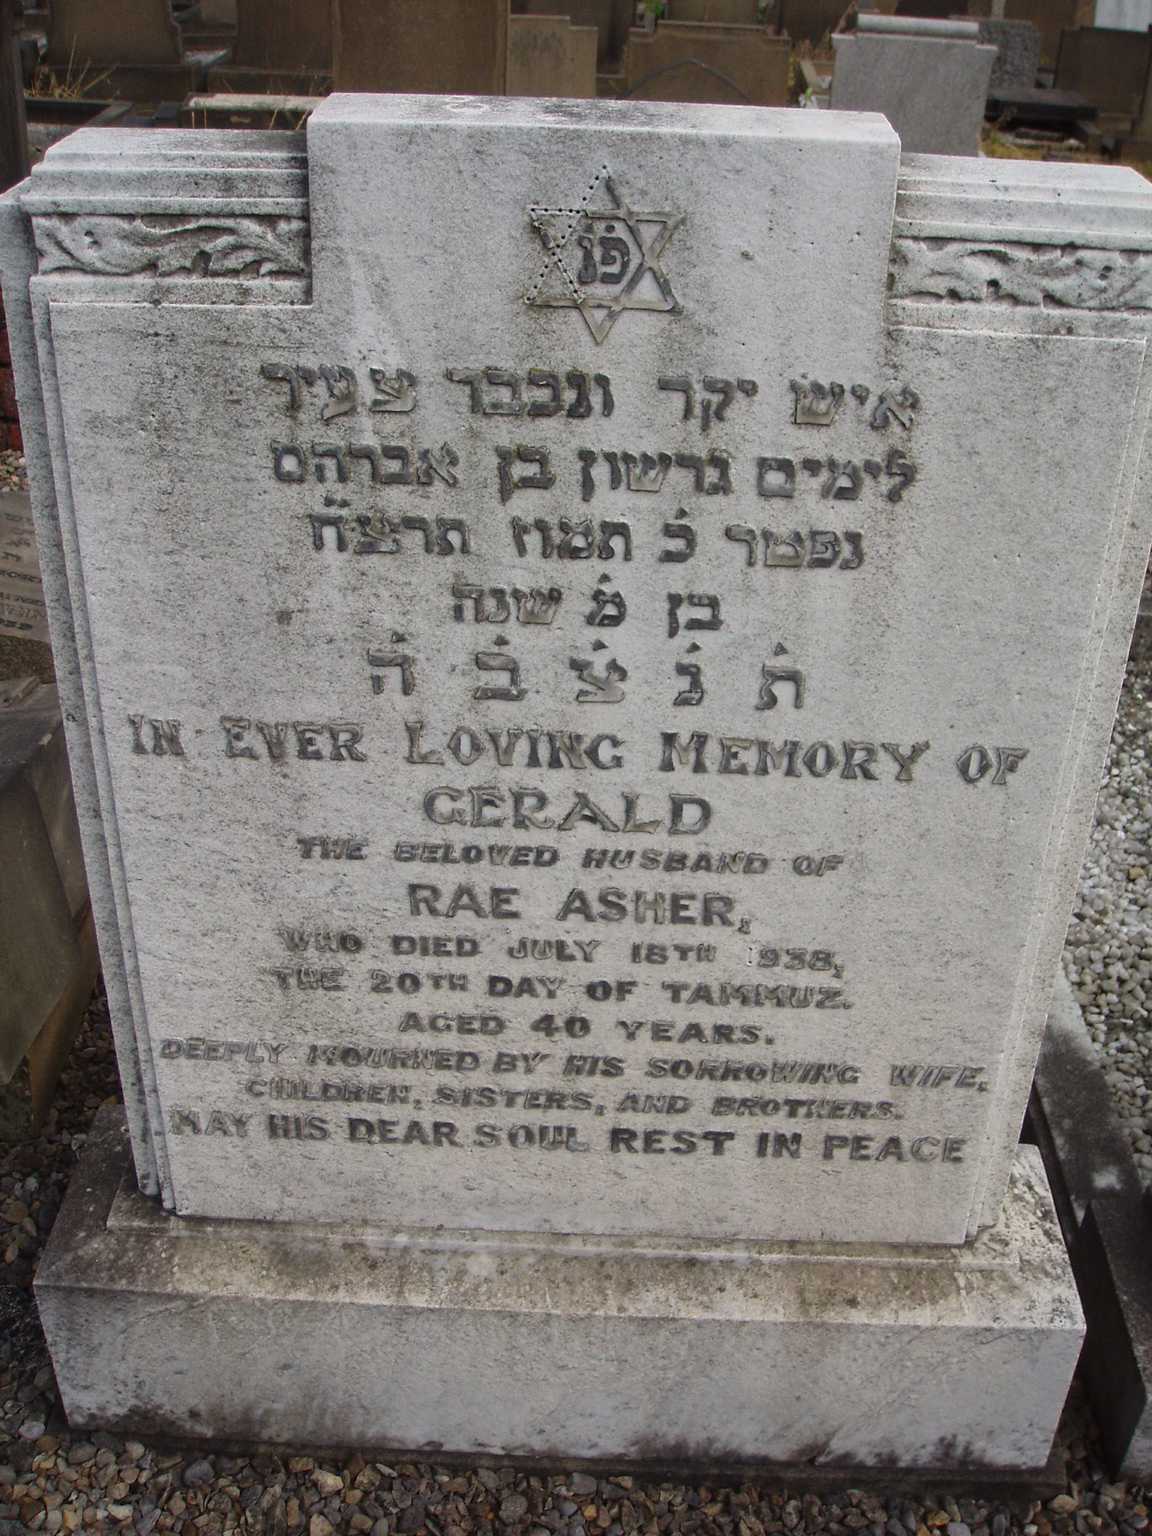 פנ
איש יקר ונכבד צעיר
לימים גרשון בן אברהם
נפטר כ׳ תמוז תרצ״ח
בן מ׳ שנה
ת׳ נ׳ צ׳ ב׳ ה׳
IN EVER LOVING MEMORY OF
GERALD
THE BELOVED HUSBAND OF
RAE ASHER,
WHO DIED JULY 18TH 938,
THE 20TH DAY OF TAMMUZ.
AGED 40 YEARS.
DEEPLY MOURNED BY HIS SORROWING WIFE,
CHILDREN, SISTERS, AND BROTHERS.
MAY HIS DEAR SOUL REST IN PEACE